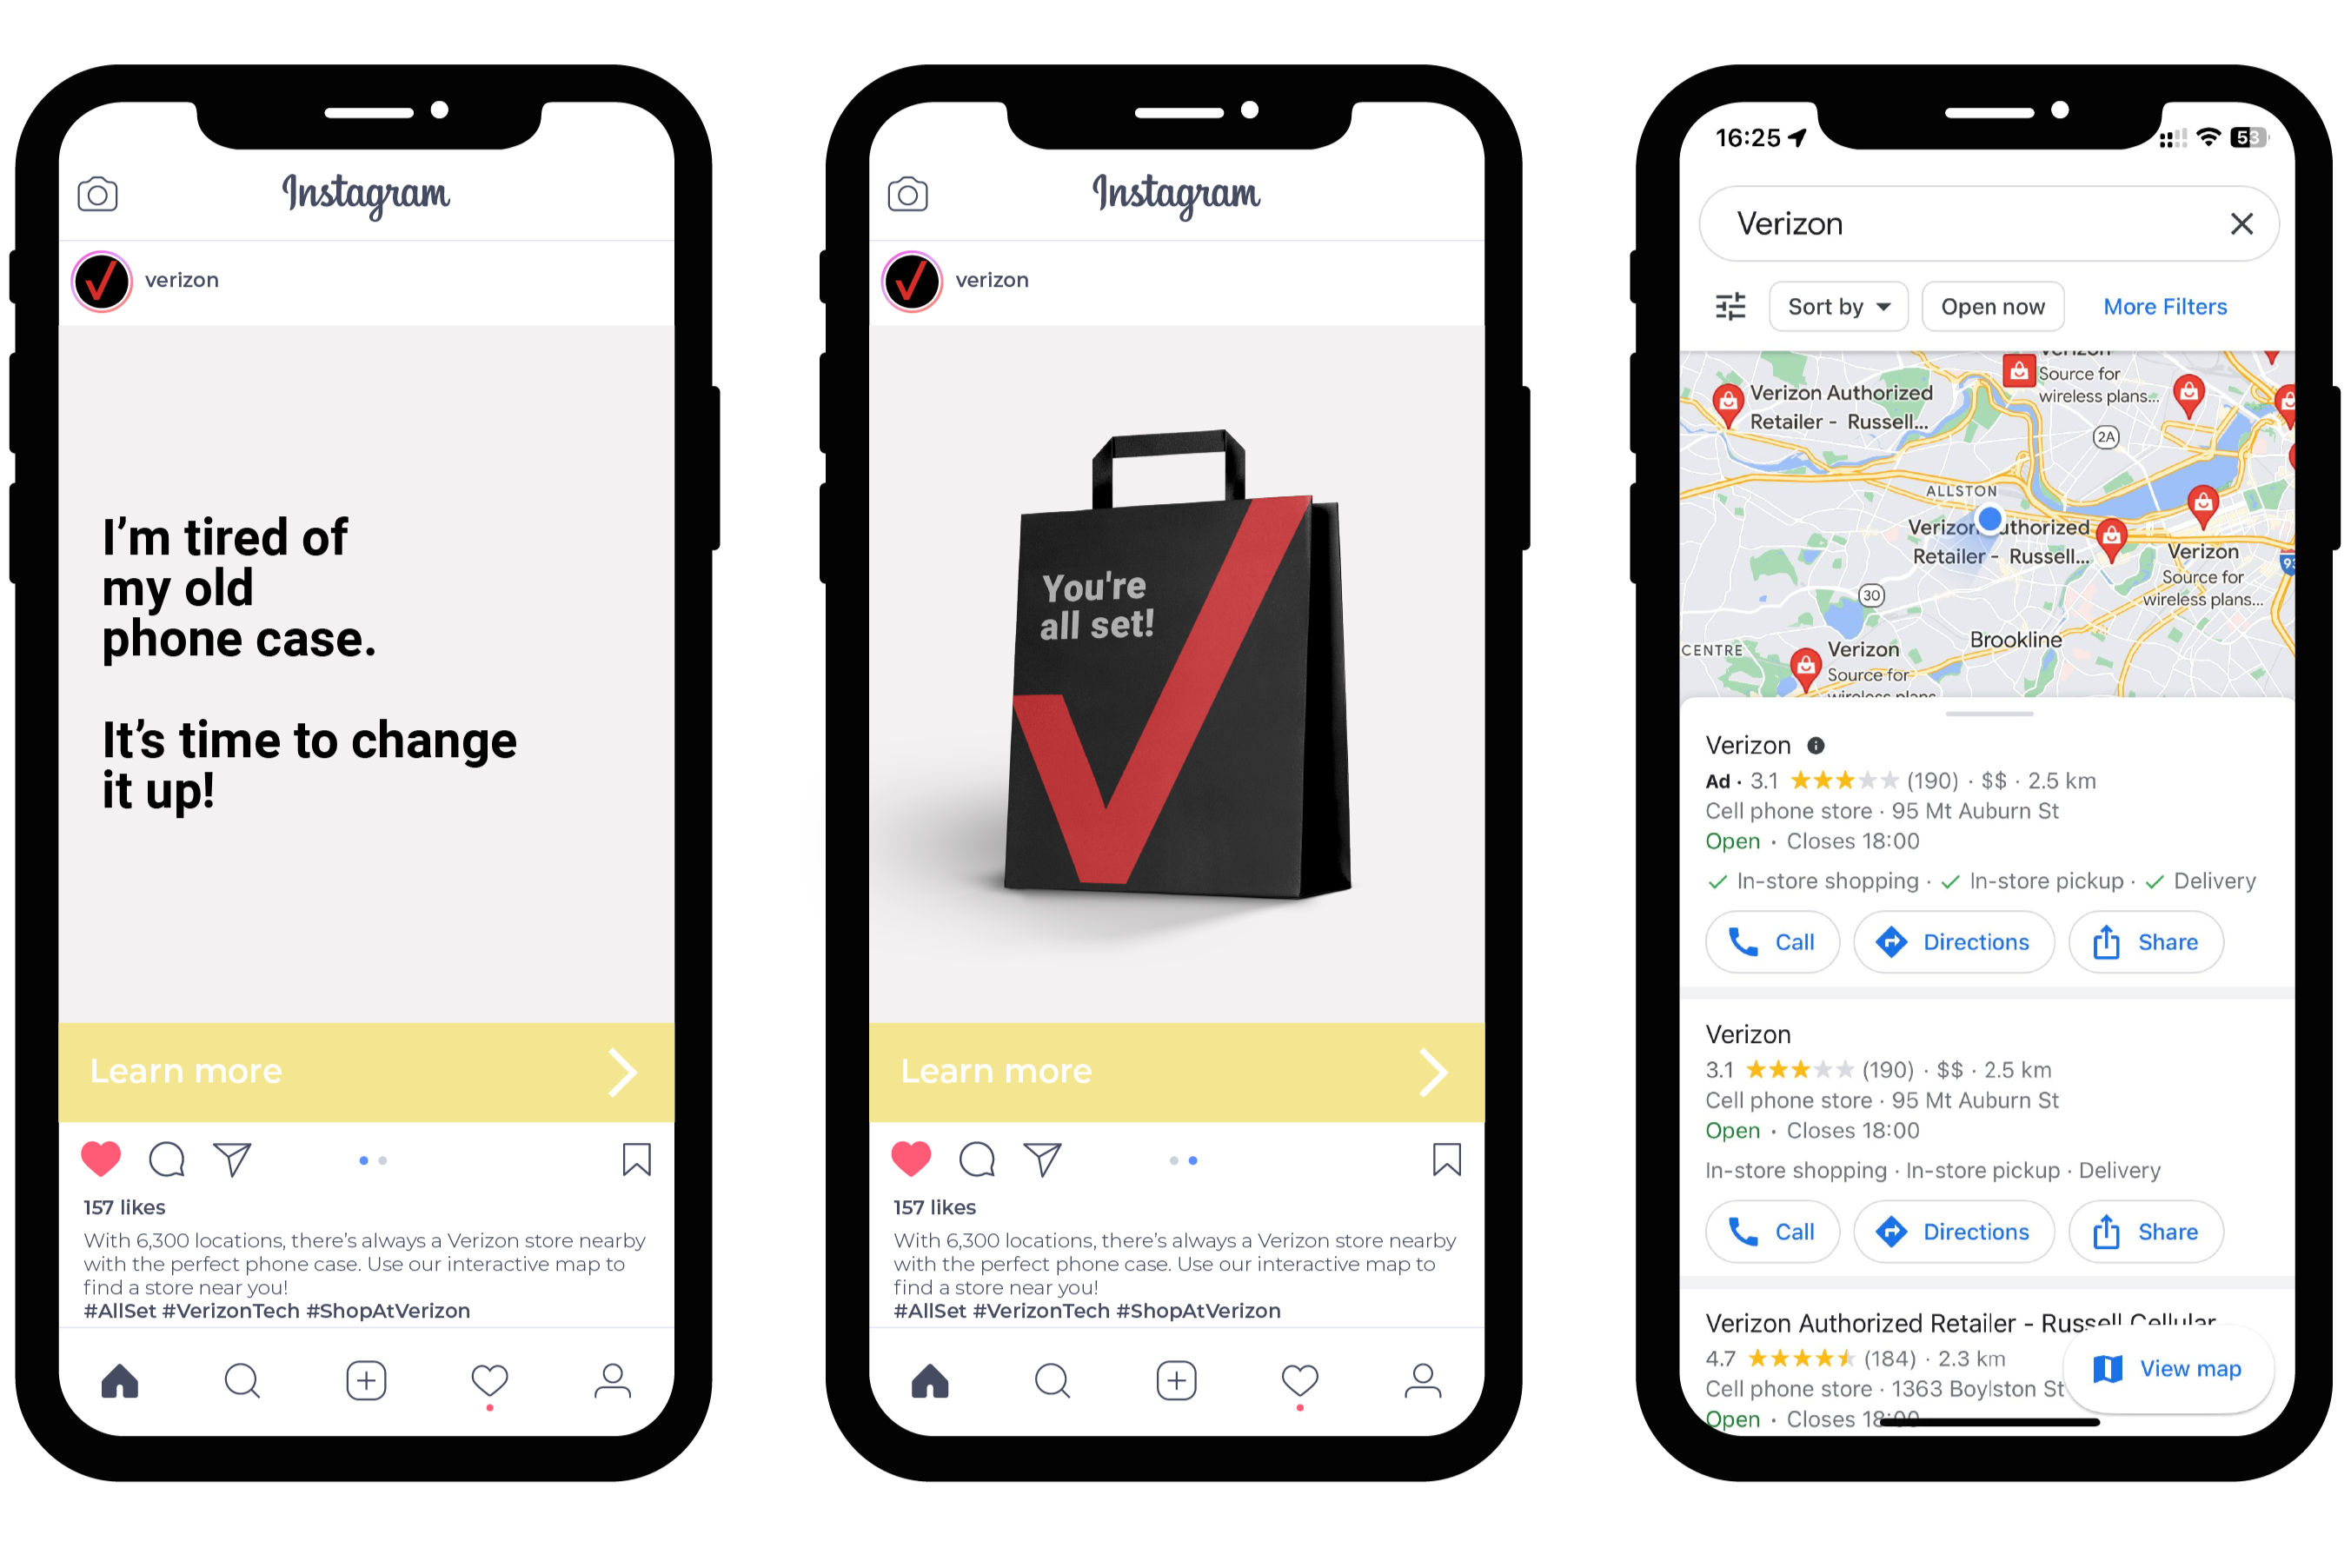 Instagram
verizon
I’m tired of
my old
phone case.
It’s time to change
it up!
Learn more
157 likes
With 6,300 locations, there’s always a Verizon store nearby
with the perfect phone case. Use our interactive map to
find a store near you!
#AllSet #VerizonTech #ShopAtVerizon
Instagram
verizon
You're
all set!
Learn more
157 likes
With 6,300 locations, there’s always a Verizon store nearby
with the perfect phone case. Use our interactive map to
find a store near you!
#AllSet #VerizonTech #ShopAtVerizon
16:25
53
Verizon
Sort by
Open now
More Filters
Verizon
Source for
wireless plans...
Verizon Authorized
Retailer - Russell...
2A
ALLSTON
Verizon Authorized
Retailer - Russell...
Verizon
Source for
wireless plans...
93
30
Brookline
CENTRE
Verizon
Source for
wireless plans
Verizon
Ad · 3.1 (190) · $$ · 2.5 km
Cell phone store · 95 Mt Auburn St
Open · Closes 18:00
In-store shopping · In-store pickup · Delivery
Call
Directions
Share
Verizon
3.1 (190) · $$ · 2.5 km
Cell phone store · 95 Mt Auburn St
Open · Closes 18:00
In-store shopping · In-store pickup · Delivery
Call
Directions
Share
Verizon Authorized Retailer - Russell Cellular
4.7 (184) · 2.3 km
Cell phone store · 1363 Boylston St
Open · Closes 18:00
View map